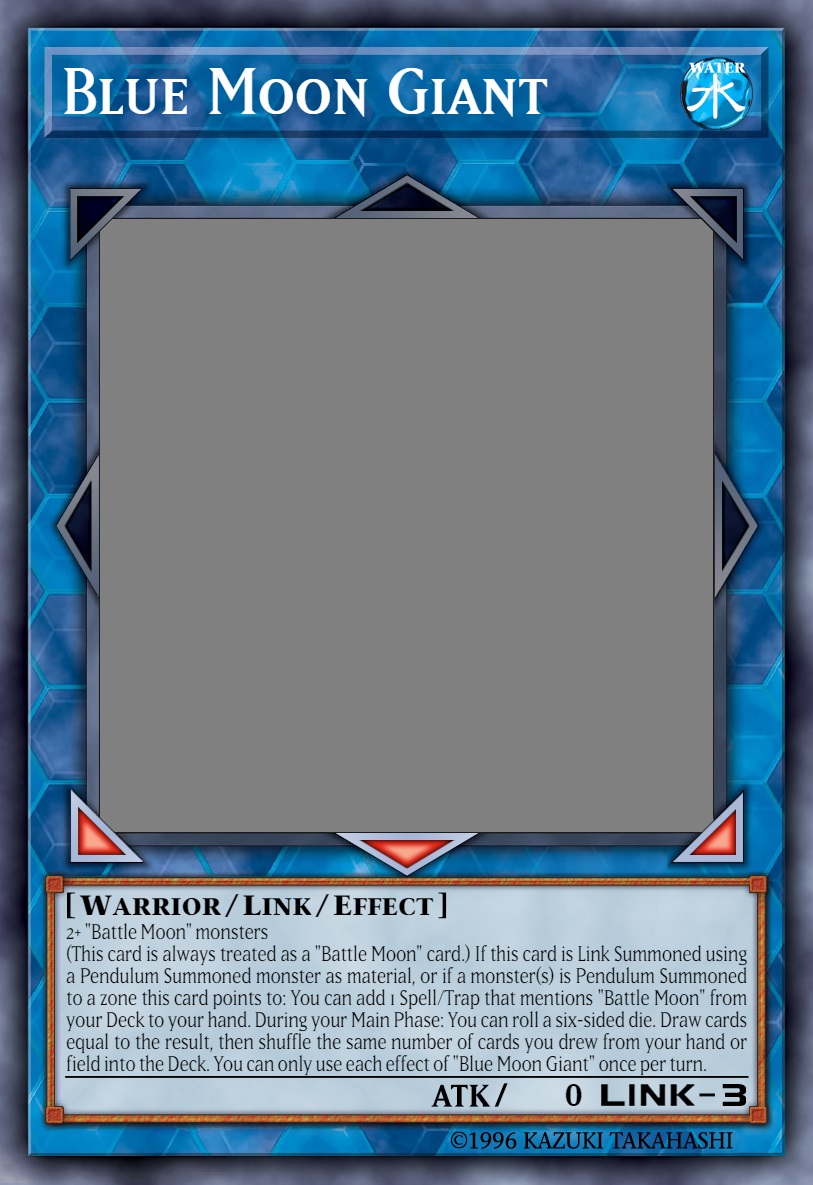 Blue Moon Giant
WATER
水
[ Warrior / Link / Effect ]
2+ "Battle Moon" monsters
(This card is always treated as a "Battle Moon" card.) If this card is Link Summoned using
a Pendulum Summoned monster as material, or if a monster(s) is Pendulum Summoned
to a zone this card points to: You can add 1 Spell/Trap that mentions "Battle Moon" from
your Deck to your hand. During your Main Phase: You can roll a six-sided die. Draw cards
equal to the result, then shuffle the same number of cards you drew from your hand or
field into the Deck. You can only use each effect of "Blue Moon Giant" once per turn.
ATK / 0 LINK-3
©1996 KAZUKI TAKAHASHI